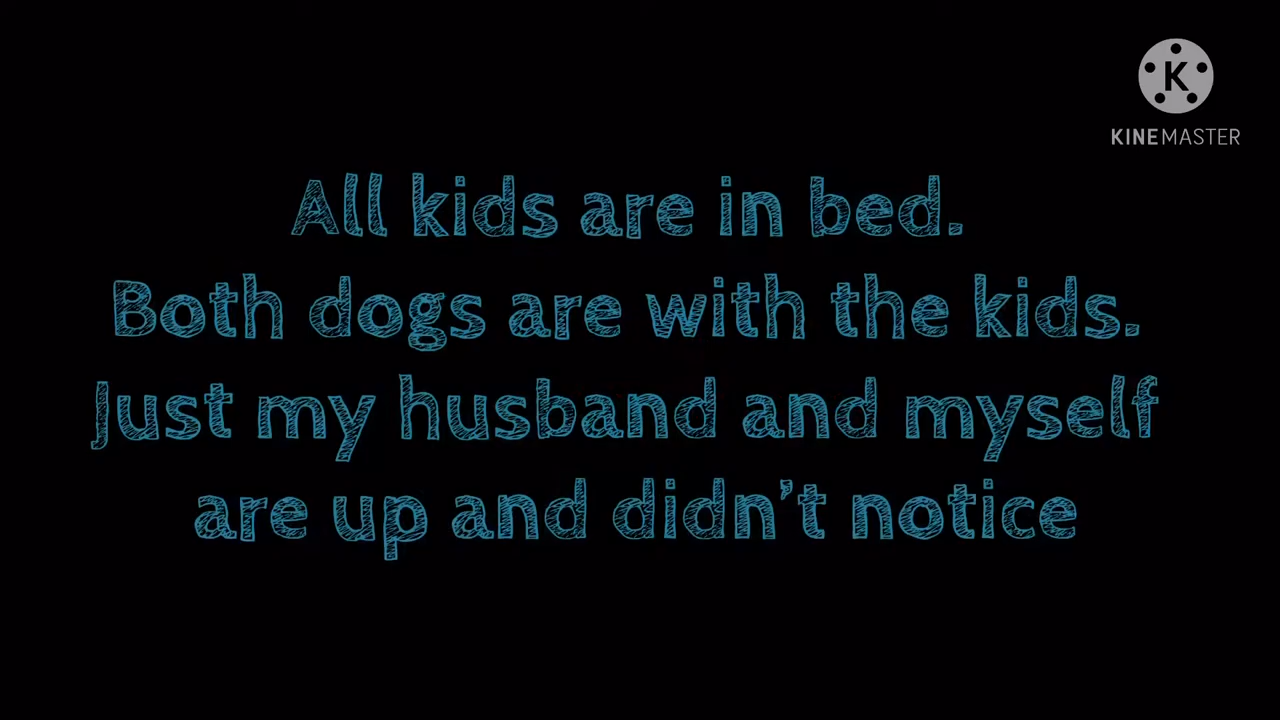 K
KINEMASTER
All kids are in bed.
Both dogs are with the kids.
Just my husband and myself
are up and didn't notice